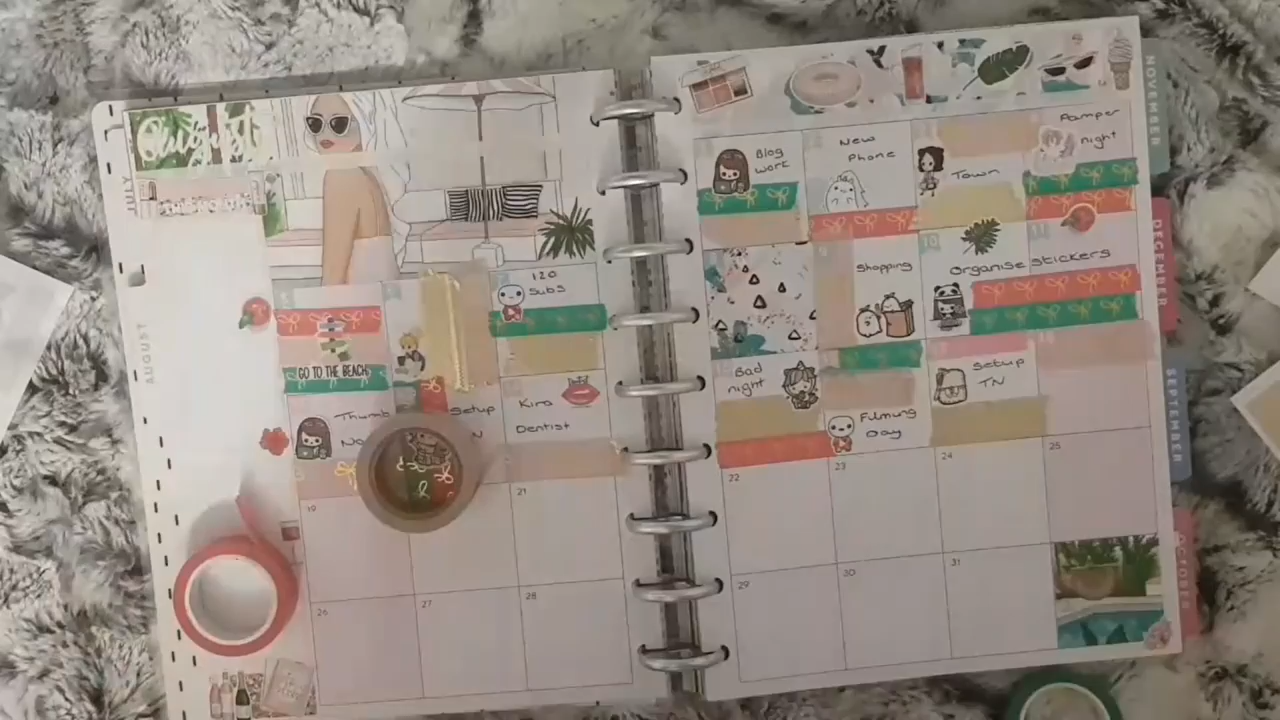 JULY
AUGUST
Blog
work
New
Phone
Town
Pamper
night
120
Subs
Shopping
10
11
Organise stickers
GO TO THE BEACH
Thumb
Setup
Kira
Dentist
Bad
night
Filming
Day
Setup
TN
19
21
22
23
24
25
26
27
28
29
30
31
NOVEMBER
DECEMBER
SEPTEMBER
OCTOBER